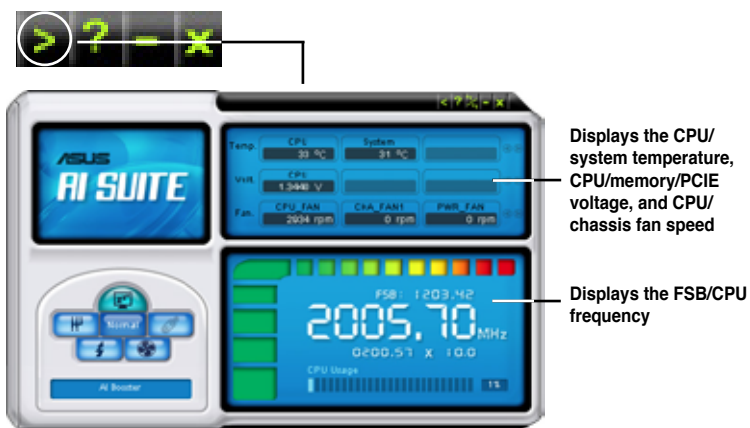 > ? - x
< ? - x
ASUS
AI SUITE
Temp. CPU System
33 ºC 31 ºC
Volt. CPU
1.3440 V
Fan. CPU_FAN CHA_FAN1 PWR_FAN
2934 rpm 0 rpm 0 rpm
Displays the CPU/
system temperature,
CPU/memory/PCIE
voltage, and CPU/
chassis fan speed
Normal
AI Booster
FSB: 1203.42
2005.70 MHz
0200.57 X 10.0
CPU Usage
1%
Displays the FSB/CPU
frequency